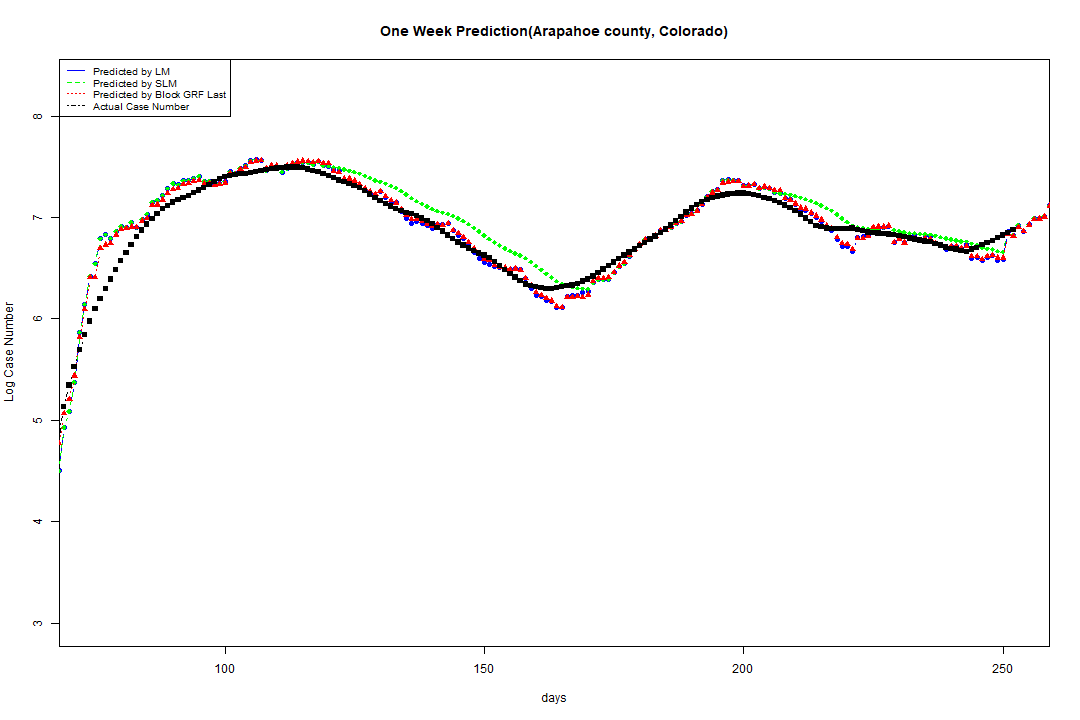 One Week Prediction(Arapahoe county, Colorado)
Predicted by LM
Predicted by SLM
Predicted by Block GRF Last
Actual Case Number
8
7
6
5
4
3
Log Case Number
100 150 200 250
days